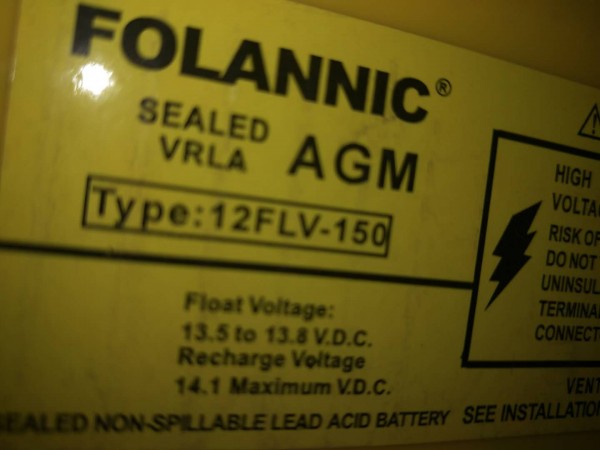 FOLANNIC®
SEALED
VRLA
AGM
Type:12FLV-150
Float Voltage:
13.5 to 13.8 V.D.C.
Recharge Voltage
14.1 Maximum V.D.C.
SEALED NON-SPILLABLE LEAD ACID BATTERY
HIGH
VOLTA
RISK OF
DO NOT
UNINSUL
TERMINA
CONNECT
VENT
SEE INSTALLATION